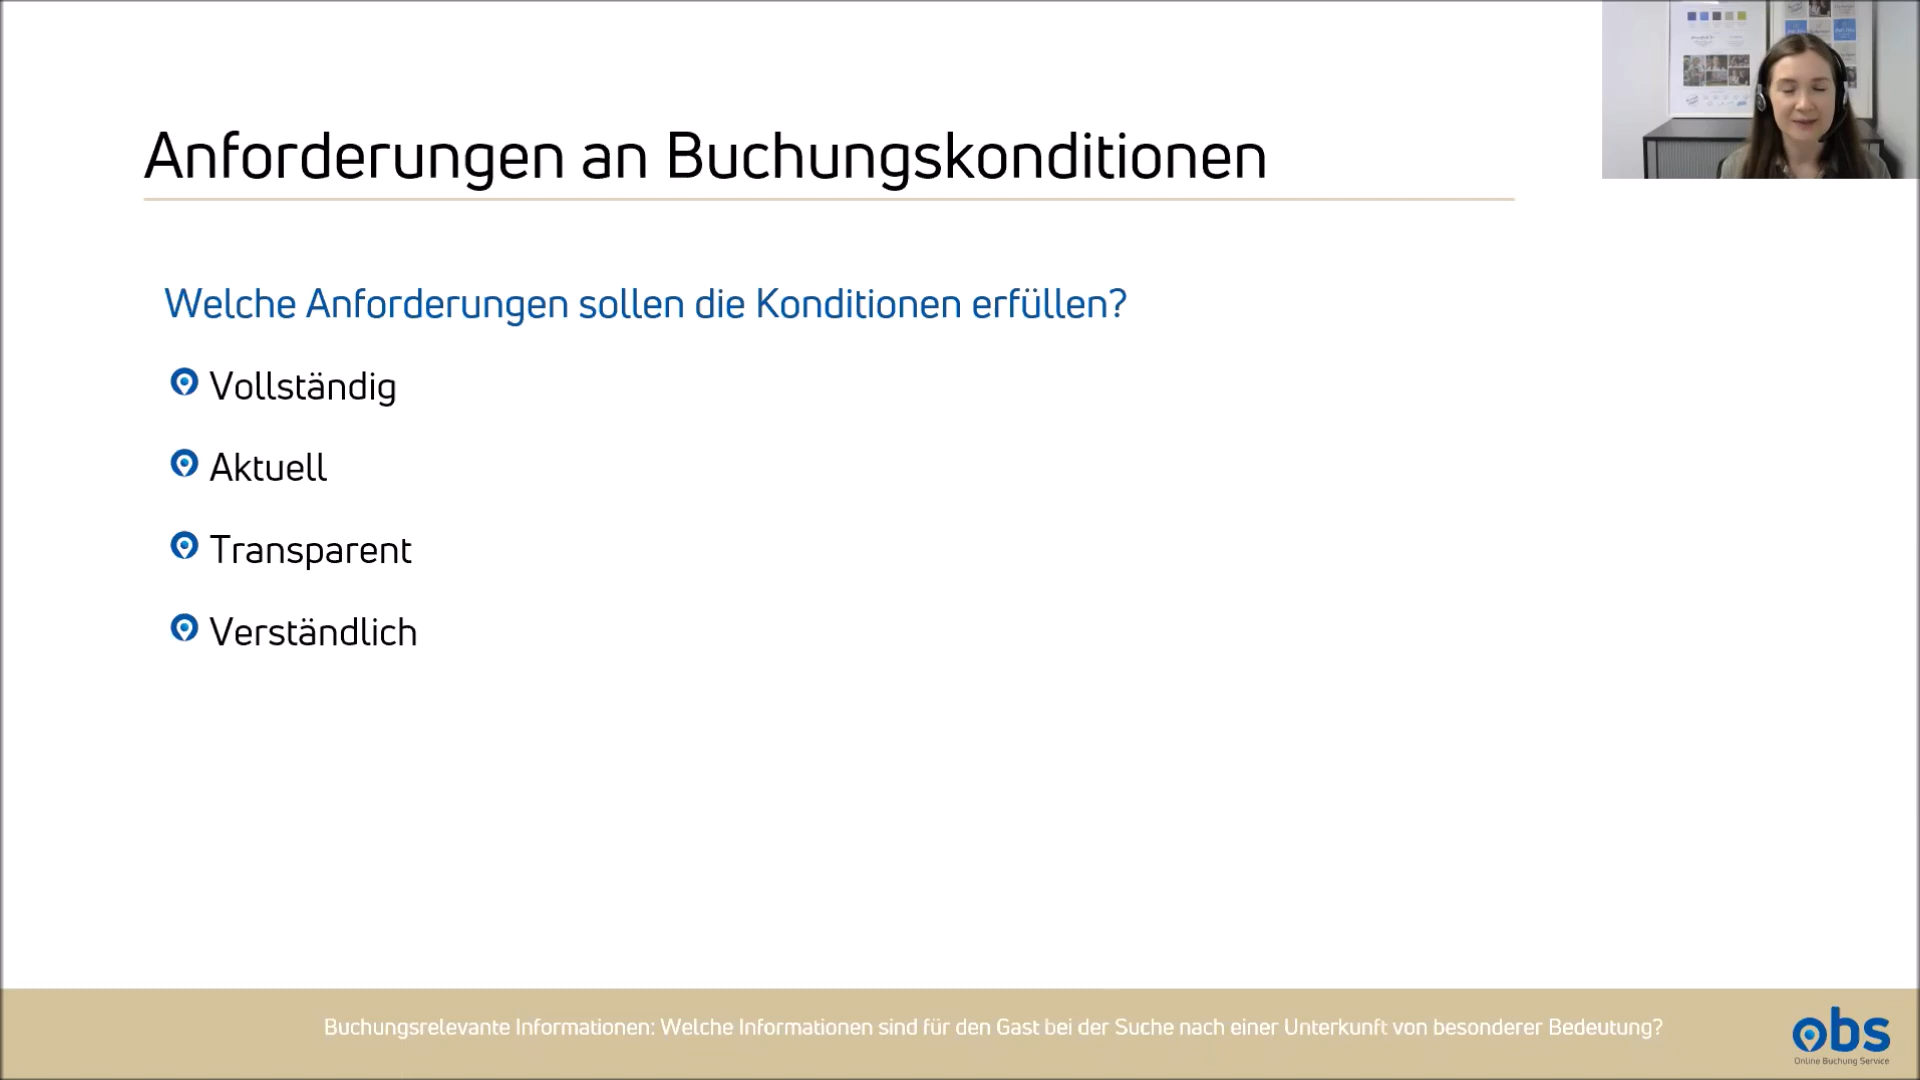 Anforderungen an Buchungskonditionen
Welche Anforderungen sollen die Konditionen erfüllen?
Vollständig
Aktuell
Transparent
Verständlich
Buchungsrelevante Informationen: Welche Informationen sind für den Gast bei der Suche nach einer Unterkunft von besonderer Bedeutung?
obs
Online Buchung Service